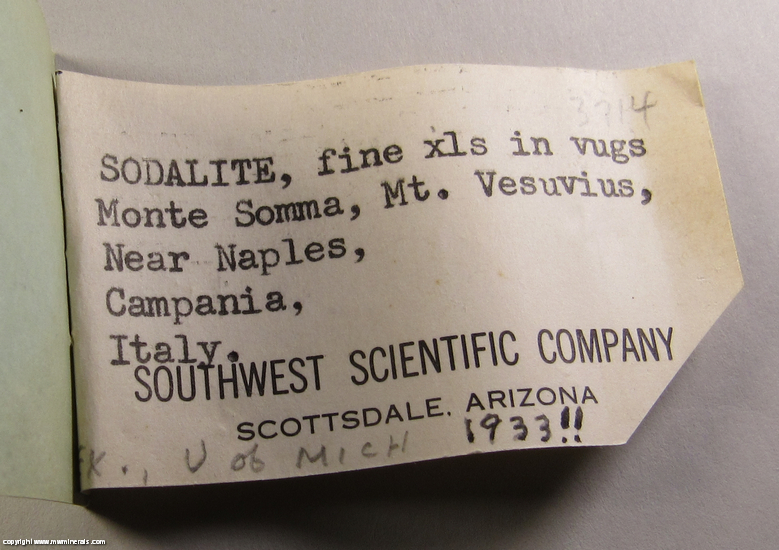 3714
SODALITE, fine xls in vugs
Monte Somma, Mt. Vesuvius,
Near Naples,
Campania,
Italy.
SOUTHWEST SCIENTIFIC COMPANY
SCOTTSDALE, ARIZONA
1933!!
K., U of MICH
copyright www.mwminerals.com